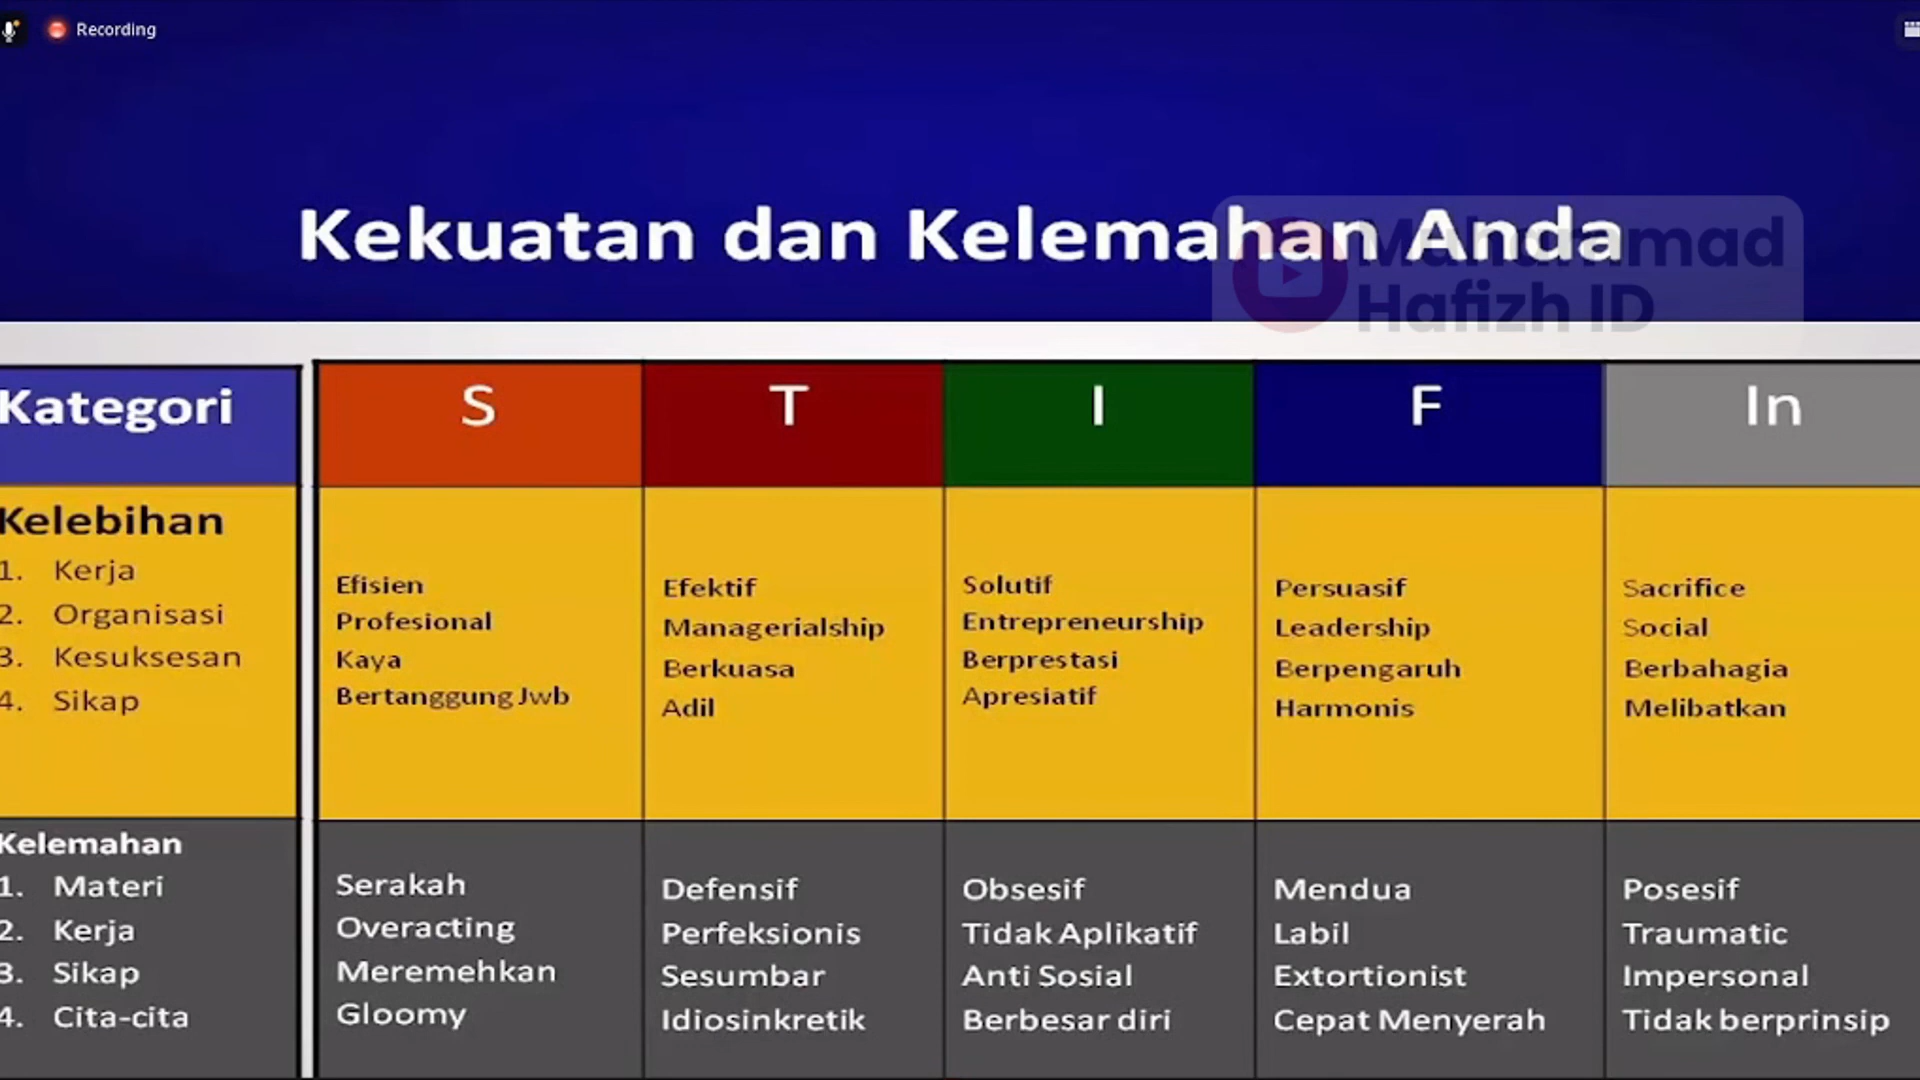 Recording
Kekuatan dan Kelemahan Anda
Muhammad
Hafizh ID
Kategori
S
T
I
F
In
Kelebihan
1. Kerja
2. Organisasi
3. Kesuksesan
4. Sikap
Efisien
Profesional
Kaya
Bertanggung Jwb
Efektif
Managerialship
Berkuasa
Adil
Solutif
Entrepreneurship
Berprestasi
Apresiatif
Persuasif
Leadership
Berpengaruh
Harmonis
Sacrifice
Social
Berbahagia
Melibatkan
Kelemahan
1. Materi
2. Kerja
3. Sikap
4. Cita-cita
Serakah
Overacting
Meremehkan
Gloomy
Defensif
Perfeksionis
Sesumbar
Idiosinkretik
Obsesif
Tidak Aplikatif
Anti Sosial
Berbesar diri
Mendua
Labil
Extortionist
Cepat Menyerah
Posesif
Traumatic
Impersonal
Tidak berprinsip